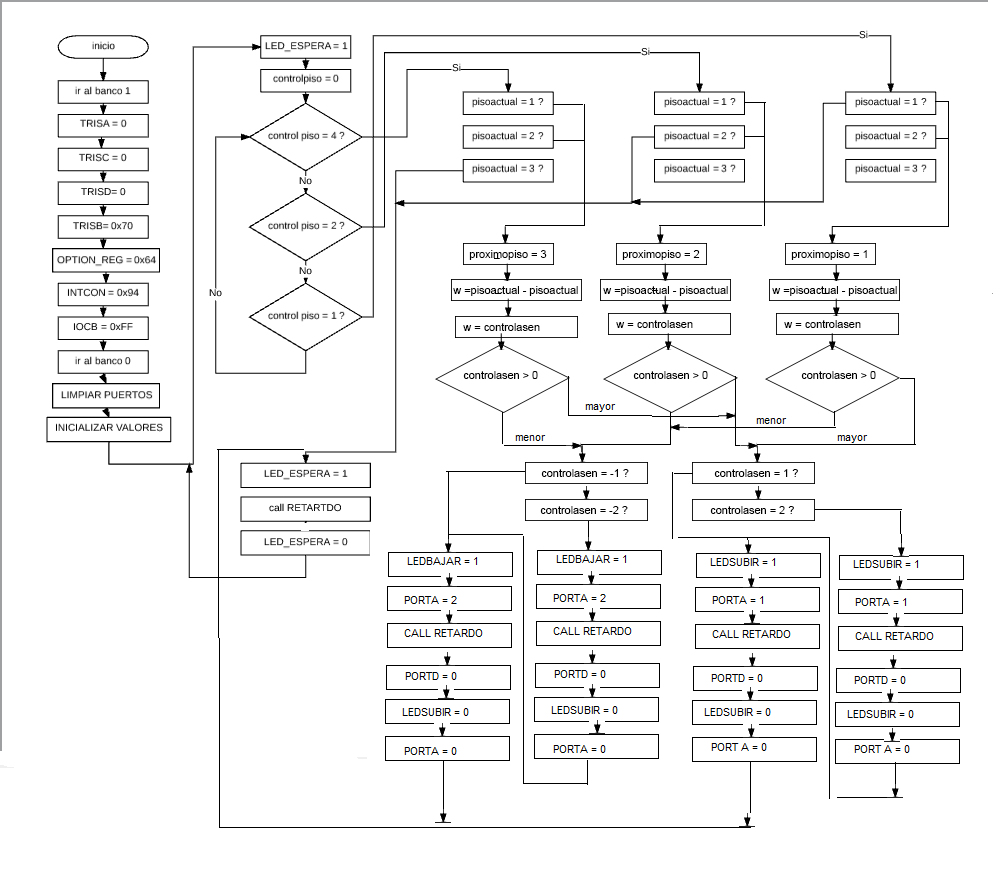 inicio
ir al banco 1
TRISA = 0
TRISC = 0
TRISD= 0
TRISB= 0x70
OPTION_REG = 0x64
INTCON = 0x94
IOCB = 0xFF
ir al banco 0
LIMPIAR PUERTOS
INICIALIZAR VALORES
LED_ESPERA = 1
controlpiso = 0
control piso = 4 ?
No
control piso = 2 ?
No
control piso = 1 ?
No
Si
Si
Si
pisoactual = 1 ?
pisoactual = 2 ?
pisoactual = 3 ?
pisoactual = 1 ?
pisoactual = 2 ?
pisoactual = 3 ?
pisoactual = 1 ?
pisoactual = 2 ?
pisoactual = 3 ?
proximopiso = 3
w =pisoactual - pisoactual
w = controlasen
controlasen > 0
mayor
menor
proximopiso = 2
w =pisoactual - pisoactual
w = controlasen
controlasen > 0
proximopiso = 1
w =pisoactual - pisoactual
w = controlasen
controlasen > 0
menor
mayor
LED_ESPERA = 1
call RETARTDO
LED_ESPERA = 0
controlasen = -1 ?
controlasen = -2 ?
controlasen = 1 ?
controlasen = 2 ?
LEDBAJAR = 1
PORTA = 2
CALL RETARDO
PORTD = 0
LEDSUBIR = 0
PORTA = 0
LEDBAJAR = 1
PORTA = 2
CALL RETARDO
PORTD = 0
LEDSUBIR = 0
PORTA = 0
LEDSUBIR = 1
PORTA = 1
CALL RETARDO
PORTD = 0
LEDSUBIR = 0
PORT A = 0
LEDSUBIR = 1
PORTA = 1
CALL RETARDO
PORTD = 0
LEDSUBIR = 0
PORT A = 0